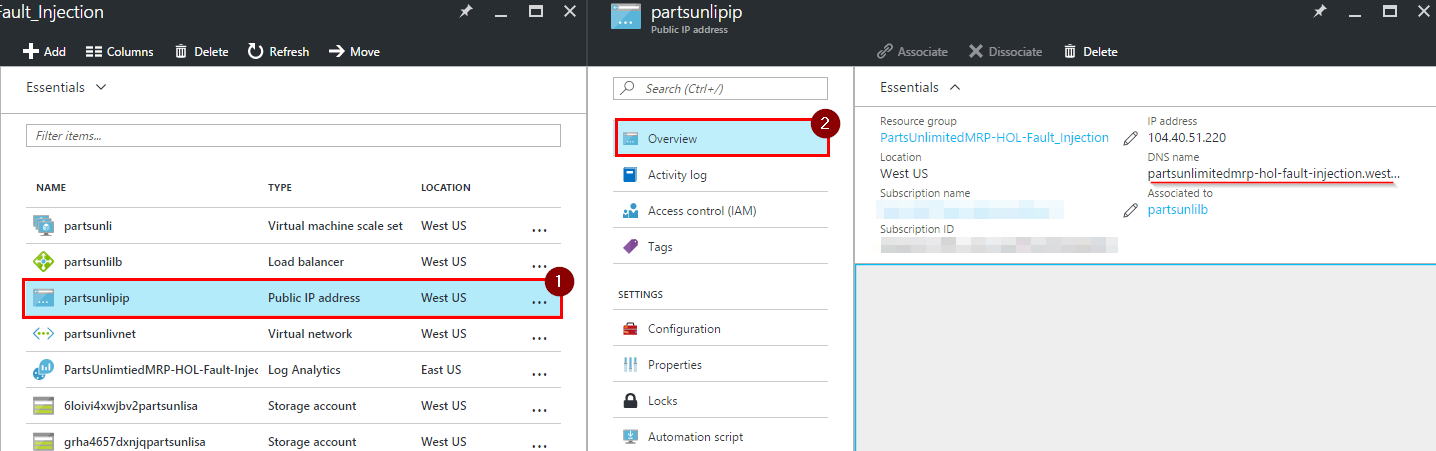 Fault_Injection
Add Columns Delete Refresh Move
Essentials
Filter items...
NAME TYPE LOCATION
partsunli Virtual machine scale set West US ...
partsunlilb Load balancer West US ...
1
partsunlipip Public IP address West US ...
partsunlivnet Virtual network West US ...
PartsUnlimtiedMRP-HOL-Fault-Injec Log Analytics East US ...
6loivi4xwjbv2partsunlisa Storage account West US ...
grha4657dxnjqpartsunlisa Storage account West US ...
partsunlipip
Public IP address
Search (Ctrl+/)
2
Overview
Activity log
Access control (IAM)
Tags
SETTINGS
Configuration
Properties
Locks
Automation script
Associate Dissociate Delete
Essentials
Resource group
PartsUnlimitedMRP-HOL-Fault_Injection
Location
West US
Subscription name
Subscription ID
IP address
104.40.51.220
DNS name
partsunlimitedmrp-hol-fault-injection.west...
Associated to
partsunlilb